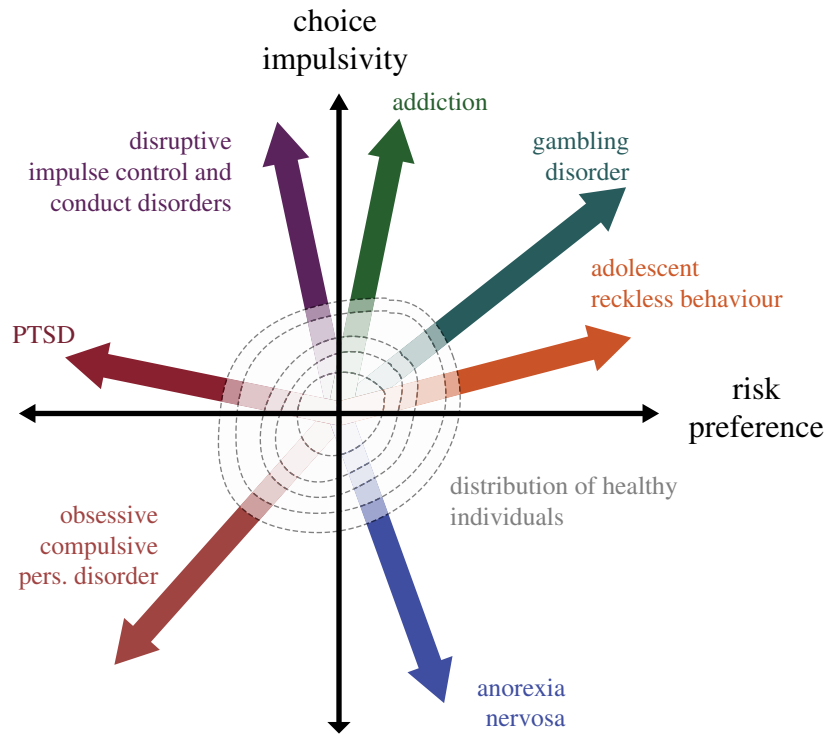 choice
impulsivity
addiction
disruptive
impulse control and
conduct disorders
gambling
disorder
adolescent
reckless behaviour
PTSD
risk
preference
distribution of healthy
individuals
obsessive
compulsive
pers. disorder
anorexia
nervosa